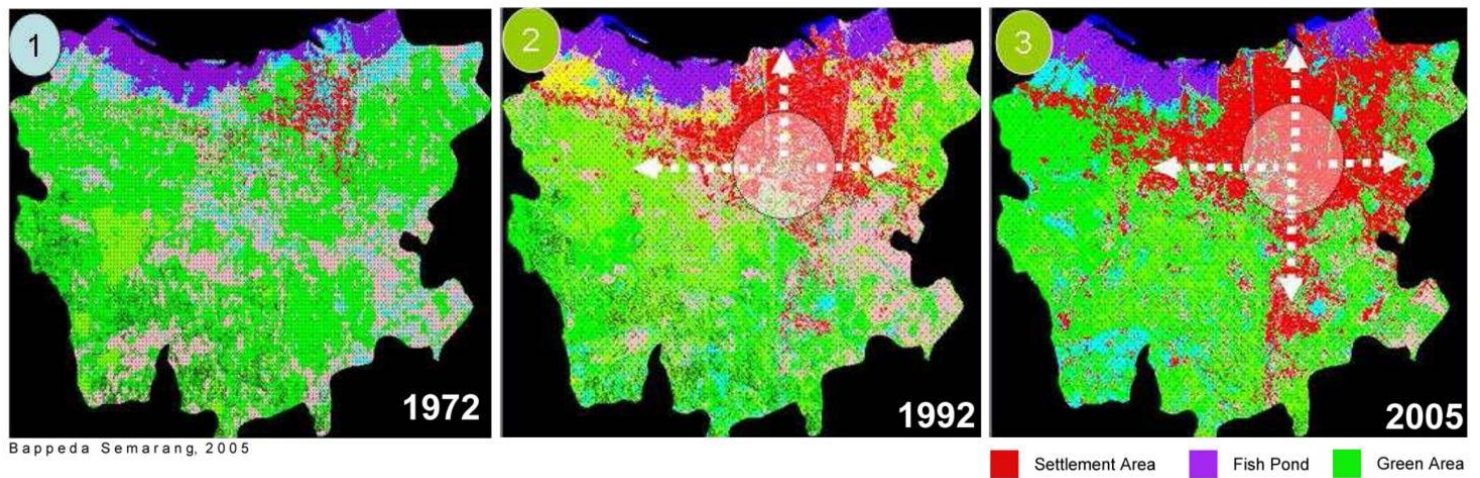 1
2
3
1972
1992
2005
Bappeda Semarang, 2005
Settlement Area
Fish Pond
Green Area